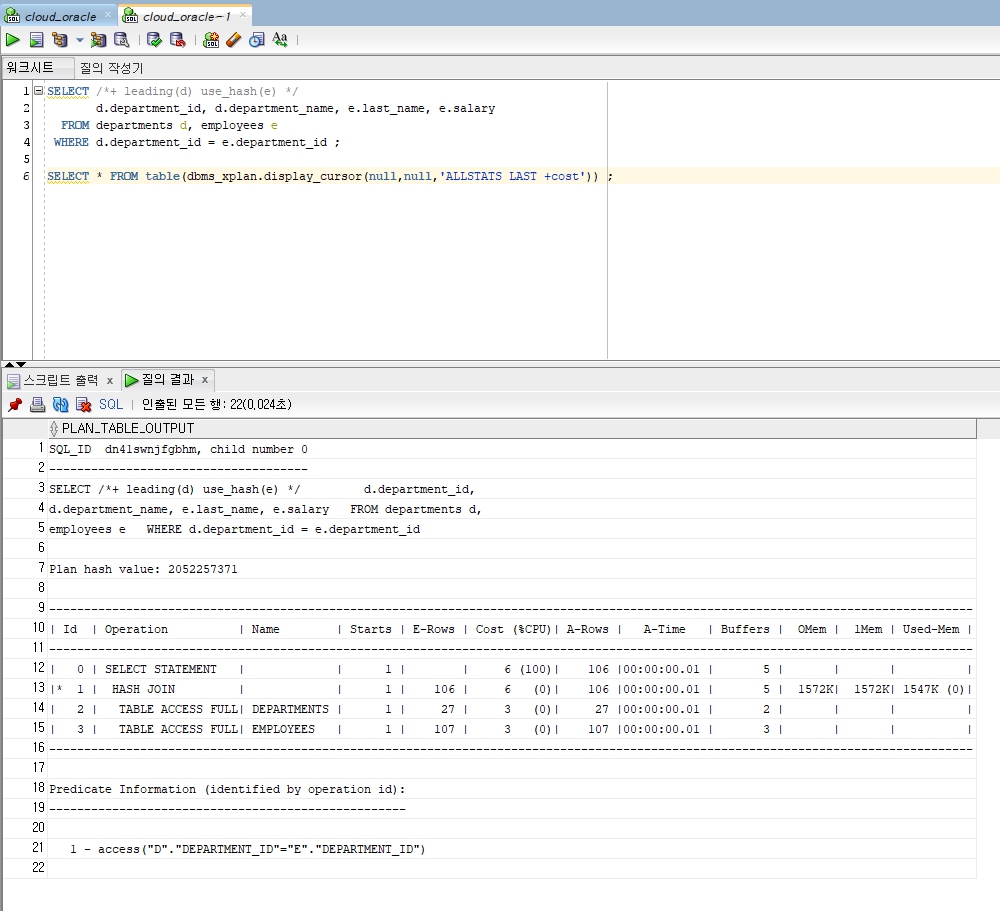 cloud_oracle × cloud_oracle~1 ×
워크시트 질의 작성기
1 SELECT /*+ leading(d) use_hash(e) */
2 d.department_id, d.department_name, e.last_name, e.salary
3 FROM departments d, employees e
4 WHERE d.department_id = e.department_id ;
5
6 SELECT * FROM table(dbms_xplan.display_cursor(null,null,'ALLSTATS LAST +cost')) ;
스크립트 출력 x 질의 결과 x
SQL | 인출된 모든 행: 22(0,024초)
PLAN_TABLE_OUTPUT
1 SQL_ID  dn41swnjfgbhm, child number 0
2 -------------------------------------
3 SELECT /*+ leading(d) use_hash(e) */         d.department_id,
4 d.department_name, e.last_name, e.salary   FROM departments d,
5 employees e   WHERE d.department_id = e.department_id
6
7 Plan hash value: 2052257371
8
9 ------------------------------------------------------------------------------------------------------------------------------------
10 | Id  | Operation          | Name        | Starts | E-Rows | Cost (%CPU)| A-Rows |   A-Time   | Buffers |  OMem |  1Mem | Used-Mem |
11 ------------------------------------------------------------------------------------------------------------------------------------
12 |   0 | SELECT STATEMENT   |             |      1 |        |     6 (100)|    106 |00:00:00.01 |       5 |       |       |          |
13 |*  1 |  HASH JOIN         |             |      1 |    106 |     6   (0)|    106 |00:00:00.01 |       5 |  1572K|  1572K| 1547K (0)|
14 |   2 |   TABLE ACCESS FULL| DEPARTMENTS |      1 |     27 |     3   (0)|     27 |00:00:00.01 |       2 |       |       |          |
15 |   3 |   TABLE ACCESS FULL| EMPLOYEES   |      1 |    107 |     3   (0)|    107 |00:00:00.01 |       3 |       |       |          |
16 ------------------------------------------------------------------------------------------------------------------------------------
17
18 Predicate Information (identified by operation id):
19 ---------------------------------------------------
20
21    1 - access("D"."DEPARTMENT_ID"="E"."DEPARTMENT_ID")
22